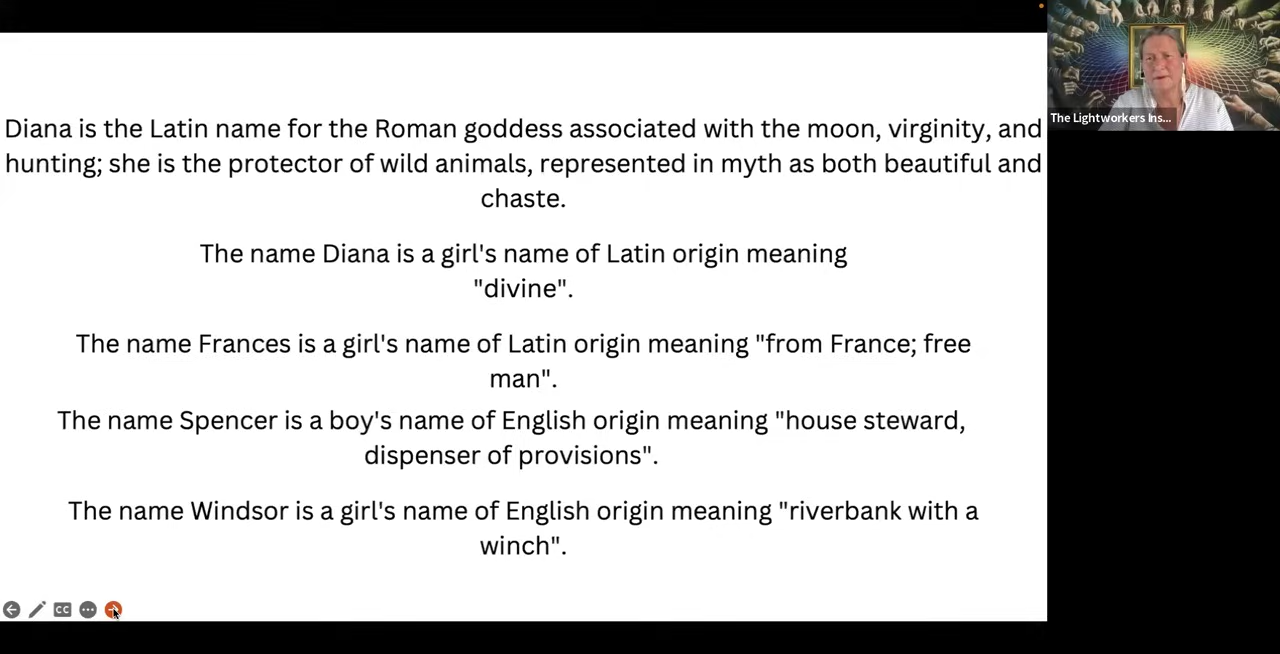 Diana is the Latin name for the Roman goddess associated with the moon, virginity, and
hunting; she is the protector of wild animals, represented in myth as both beautiful and
chaste.
The name Diana is a girl's name of Latin origin meaning
"divine".
The name Frances is a girl's name of Latin origin meaning "from France; free
man".
The name Spencer is a boy's name of English origin meaning "house steward,
dispenser of provisions".
The name Windsor is a girl's name of English origin meaning "riverbank with a
winch".
CC
The Lightworkers Ins...